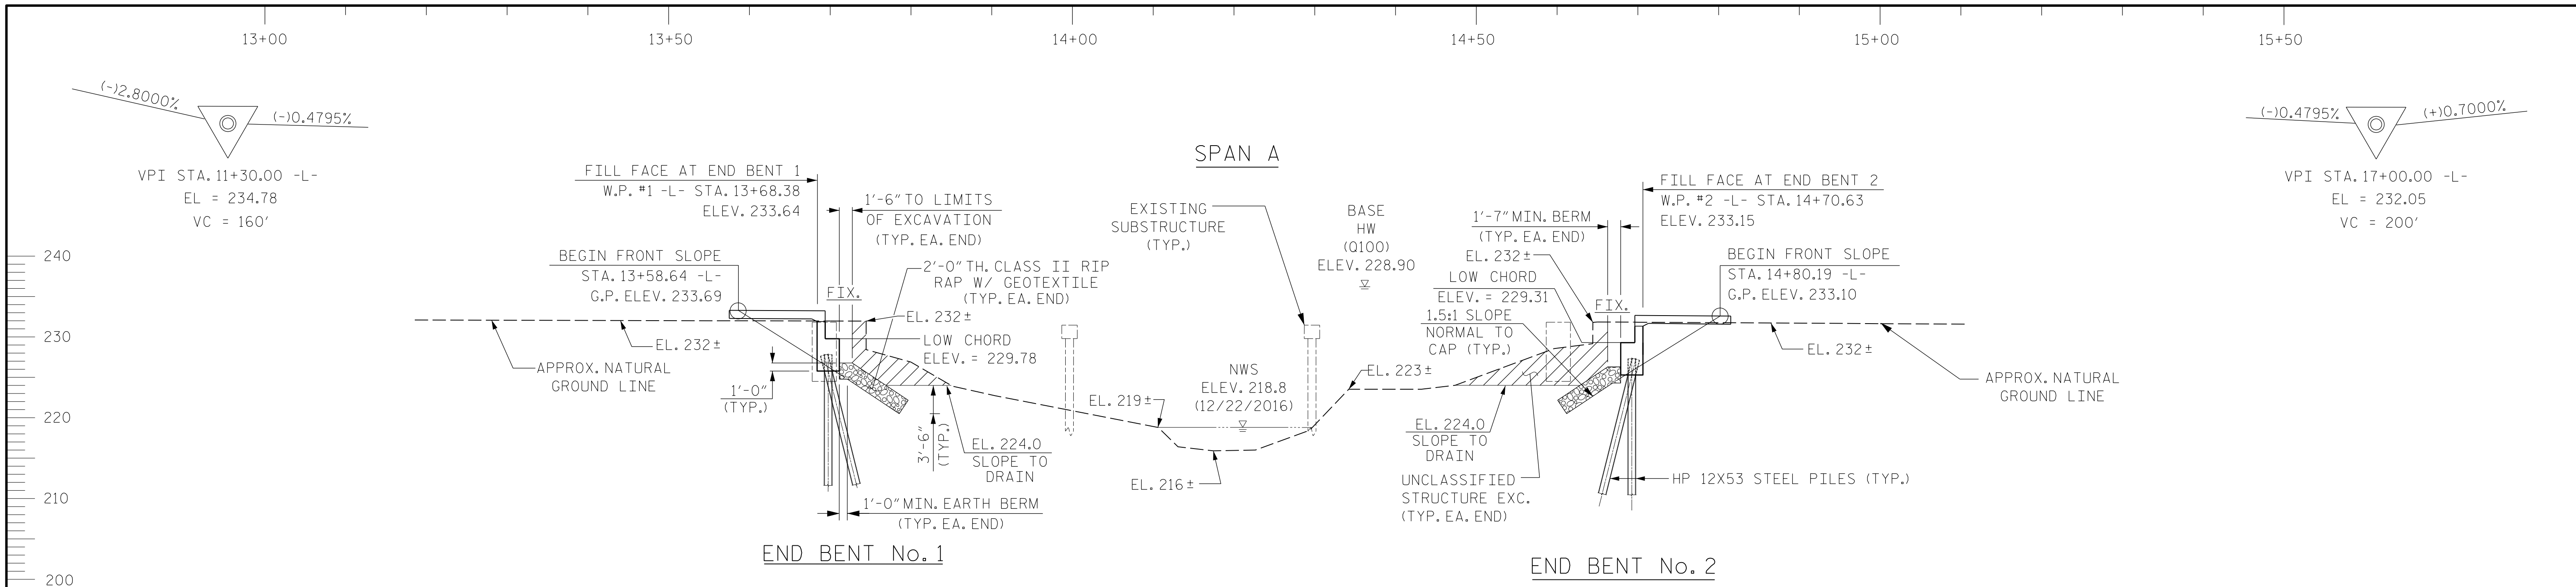 13+00
13+50
14+00
14+50
15+00
15+50
(-)2.8000%
(-)0.4795%
VPI STA. 11+30.00 -L-
EL = 234.78
VC = 160'
(-)0.4795%
(+)0.7000%
VPI STA. 17+00.00 -L-
EL = 232.05
VC = 200'
SPAN A
FILL FACE AT END BENT 1
W.P. #1 -L- STA. 13+68.38
ELEV. 233.64
1'-6" TO LIMITS
OF EXCAVATION
(TYP. EA. END)
EXISTING
SUBSTRUCTURE
(TYP.)
BASE
HW
(Q100)
ELEV. 228.90
1'-7" MIN. BERM
(TYP. EA. END)
EL. 232±
FILL FACE AT END BENT 2
W.P. #2 -L- STA. 14+70.63
ELEV. 233.15
BEGIN FRONT SLOPE
STA. 13+58.64 -L-
G.P. ELEV. 233.69
2'-0" TH. CLASS II RIP
RAP W/ GEOTEXTILE
(TYP. EA. END)
FIX.
LOW CHORD
ELEV. = 229.31
FIX.
BEGIN FRONT SLOPE
STA. 14+80.19 -L-
G.P. ELEV. 233.10
1.5:1 SLOPE
NORMAL TO
CAP (TYP.)
240
230
220
210
200
EL. 232±
EL. 232±
LOW CHORD
ELEV. = 229.78
APPROX. NATURAL
GROUND LINE
1'-0"
(TYP.)
NWS
ELEV. 218.8
(12/22/2016)
EL. 223±
EL. 219±
EL. 232±
APPROX. NATURAL
GROUND LINE
3'-6"
(TYP.)
EL. 224.0
SLOPE TO
DRAIN
EL. 224.0
SLOPE TO
DRAIN
EL. 216±
UNCLASSIFIED
STRUCTURE EXC.
(TYP. EA. END)
HP 12X53 STEEL PILES (TYP.)
1'-0" MIN. EARTH BERM
(TYP. EA. END)
END BENT No. 1
END BENT No. 2